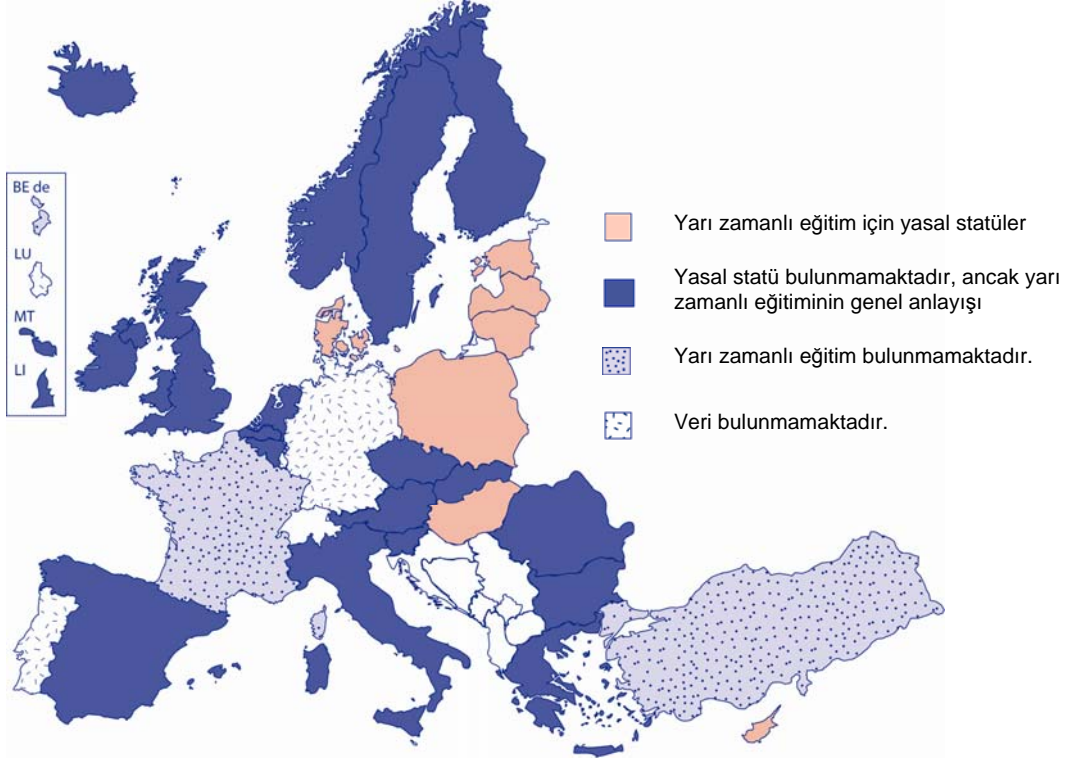 BE de
LU
MT
LI
Yarı zamanlı eğitim için yasal statüler
Yasal statü bulunmamaktadır, ancak yarı
zamanlı eğitiminin genel anlayışı
Yarı zamanlı eğitim bulunmamaktadır.
Veri bulunmamaktadır.